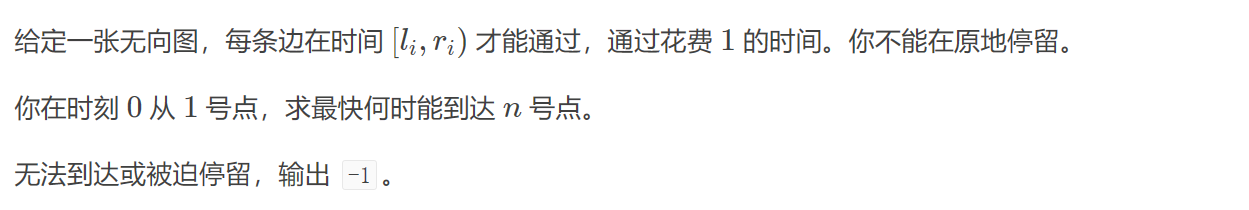 给定一张无向图，每条边在时间 $[l_i, r_i)$ 才能通过，通过花费 1 的时间。你不能在原地停留。
你在时刻 0 从 1 号点，求最快何时能到达 $n$ 号点。
无法到达或被迫停留，输出 -1 。